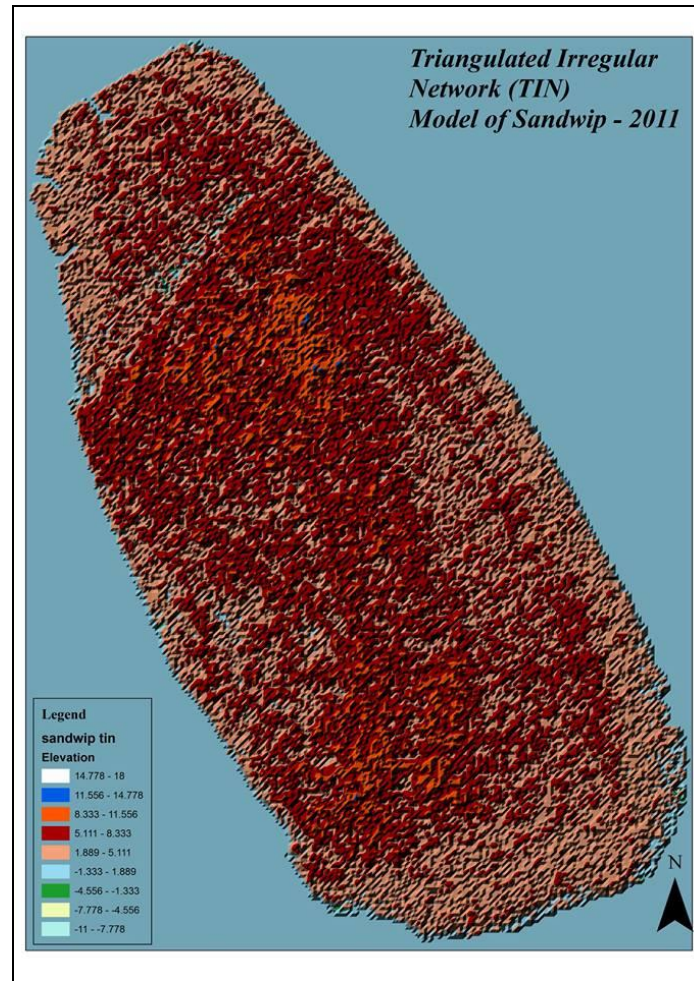 Triangulated Irregular
Network (TIN)
Model of Sandwip - 2011
Legend
sandwip tin
Elevation
14.778 - 18
11.556 - 14.778
8.333 - 11.556
5.111 - 8.333
1.889 - 5.111
-1.333 - 1.889
-4.556 - -1.333
-7.778 - -4.556
-11 - -7.778
N